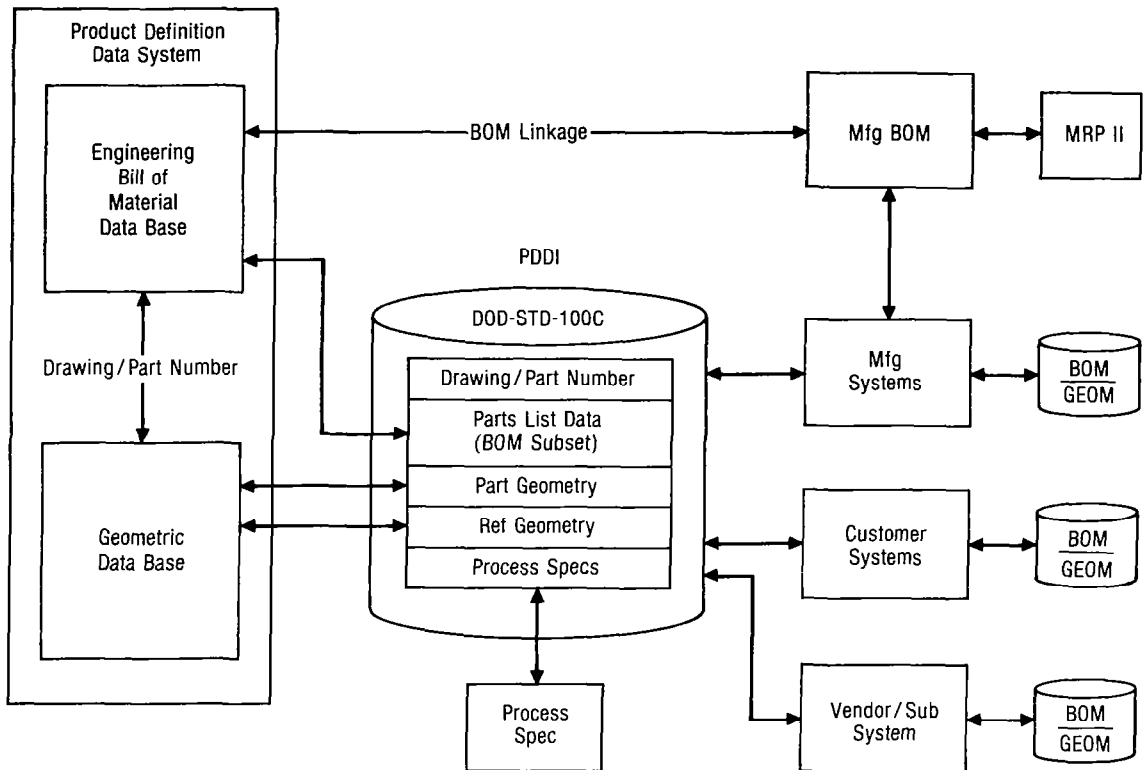 Product Definition
Data System
Engineering
Bill of
Material
Data Base
Drawing/Part Number
Geometric
Data Base
BOM Linkage
Mfg BOM
MRP II
PDDI
DOD-STD-100C
Drawing/Part Number
Parts List Data
(BOM Subset)
Part Geometry
Ref Geometry
Process Specs
Process
Spec
Mfg
Systems
BOM
GEOM
Customer
Systems
BOM
GEOM
Vendor/Sub
System
BOM
GEOM